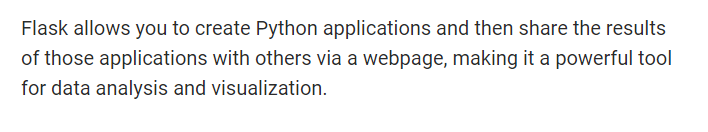 Flask allows you to create Python applications and then share the results
of those applications with others via a webpage, making it a powerful tool
for data analysis and visualization.